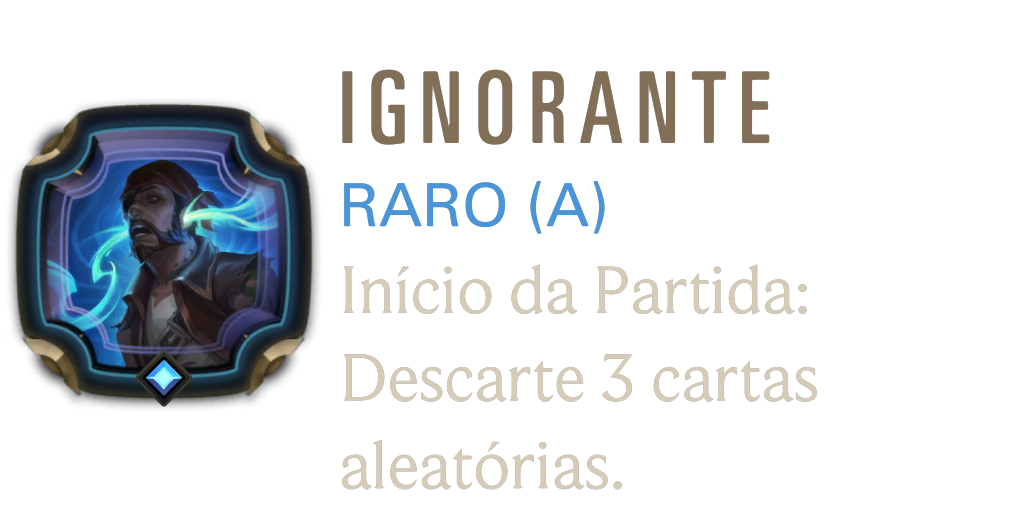 IGNORANTE
RARO (A)
Início da Partida:
Descarte 3 cartas
aleatórias.